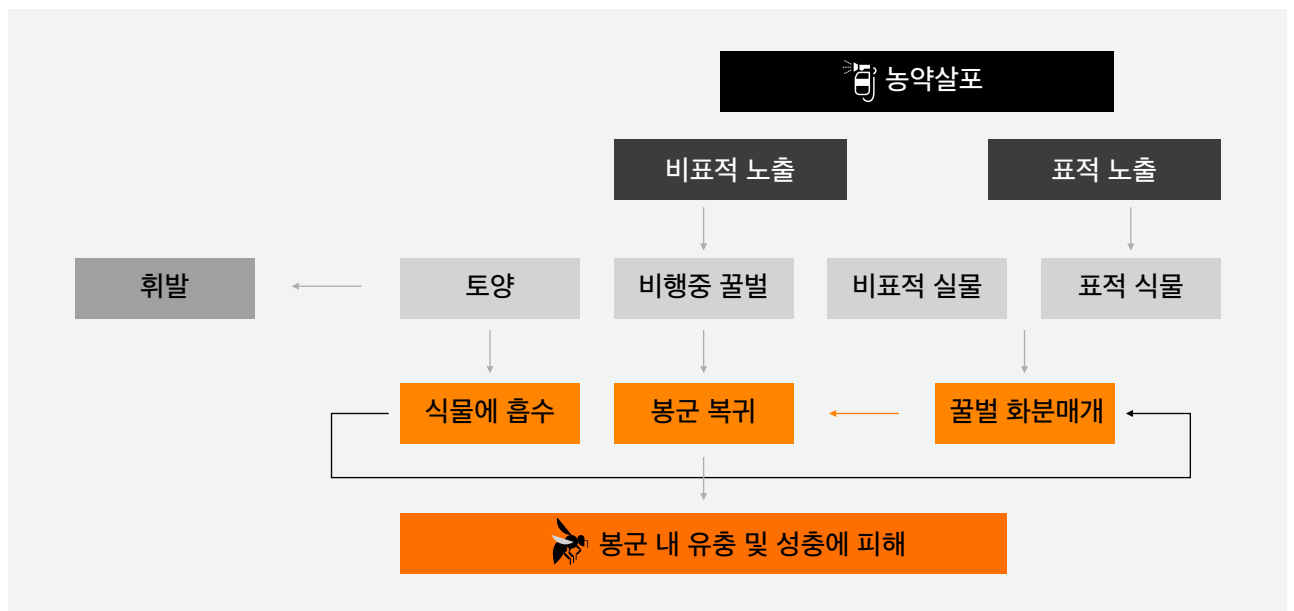 농약살포
비표적 노출
표적 노출
휘발
토양
비행중 꿀벌
비표적 실물
표적 식물
식물에 흡수
봉군 복귀
꿀벌 화분매개
봉군 내 유충 및 성충에 피해